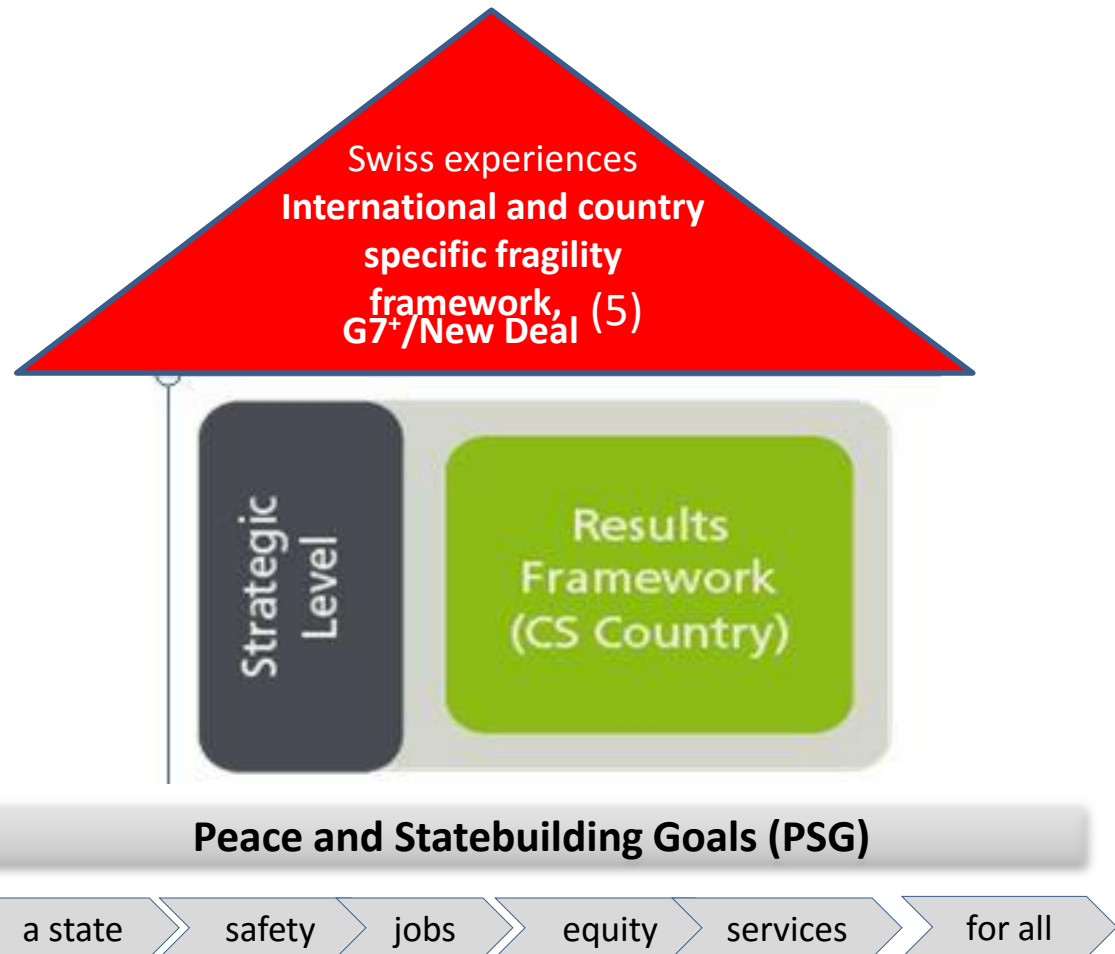 Swiss experiences
International and country
specific fragility
framework, (5)
G7⁺/New Deal
Strategic
Level
Results
Framework
(CS Country)
Peace and Statebuilding Goals (PSG)
a state safety jobs equity services for all